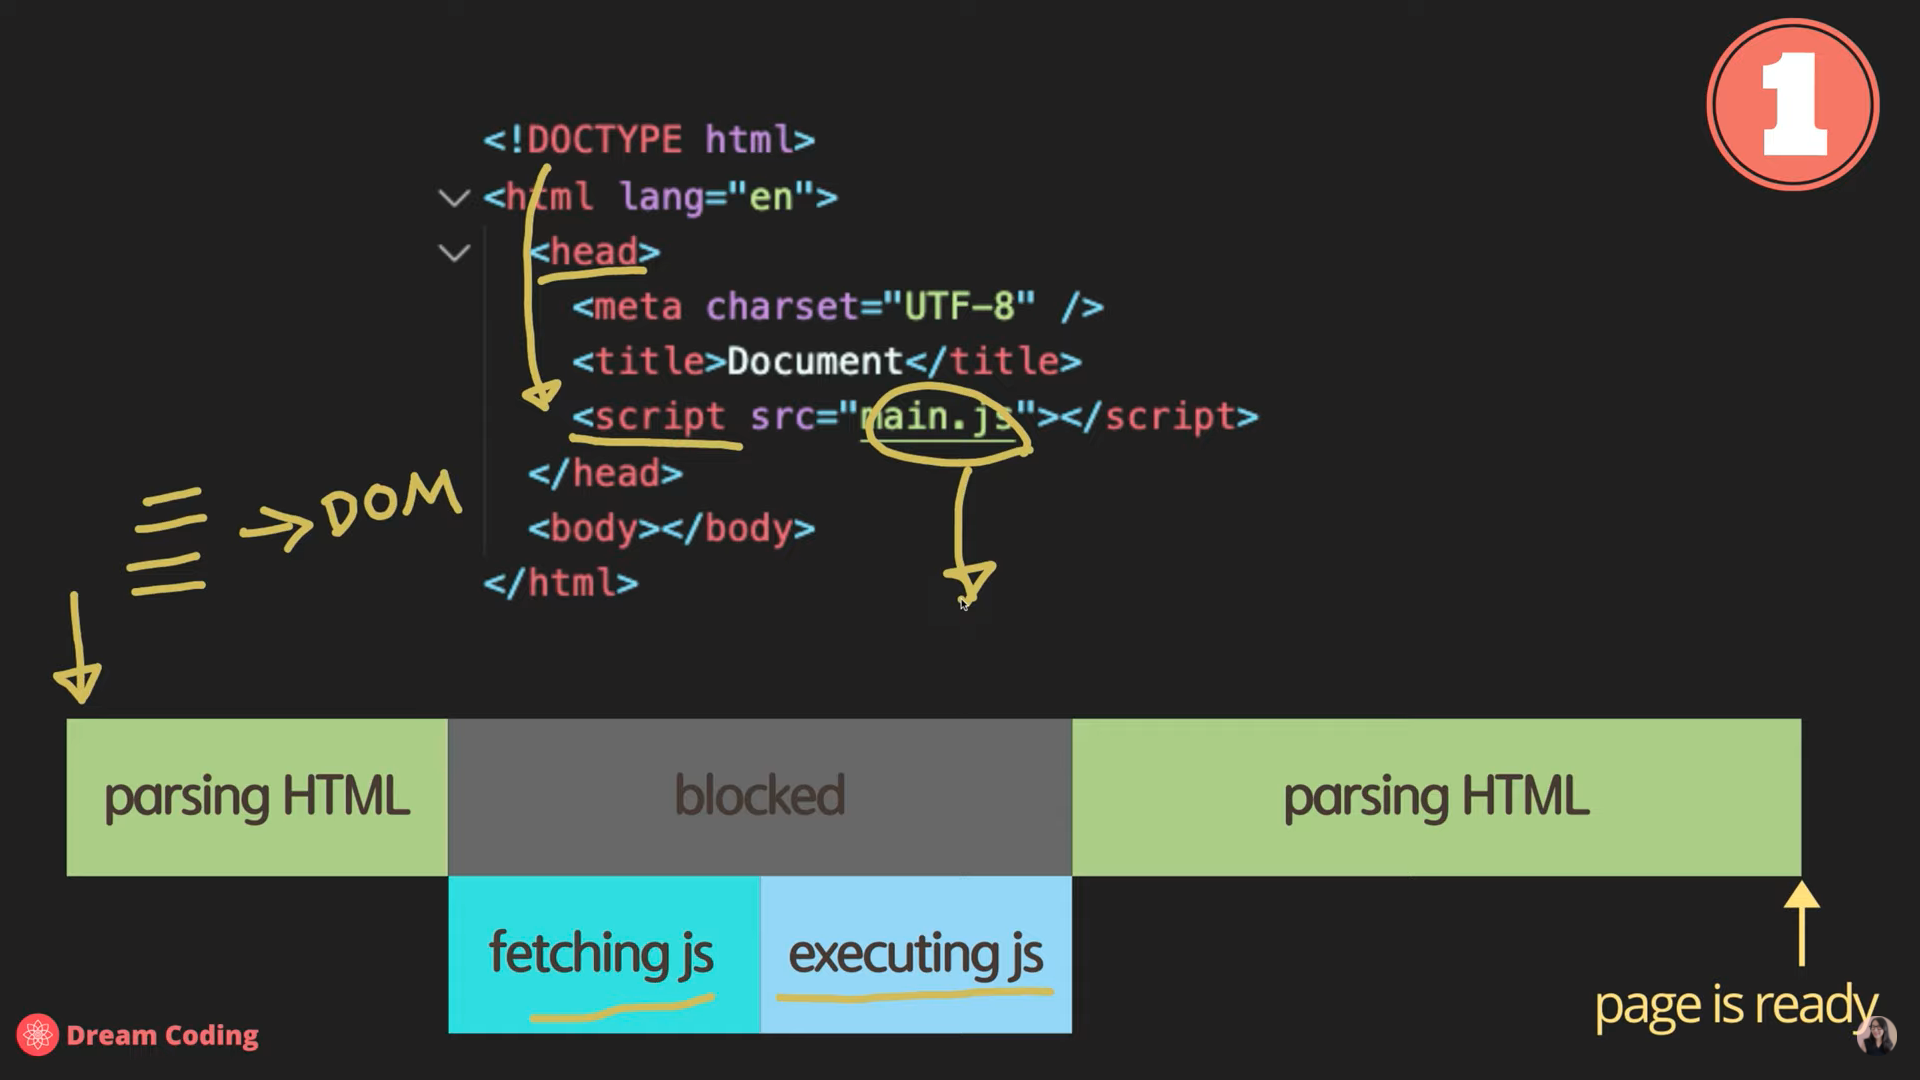 1
<!DOCTYPE html>
<html lang="en">
<head>
<meta charset="UTF-8" />
<title>Document</title>
<script src="main.js"></script>
</head>
<body></body>
</html>
DOM
parsing HTML
blocked
parsing HTML
fetching js
executing js
page is ready
Dream Coding